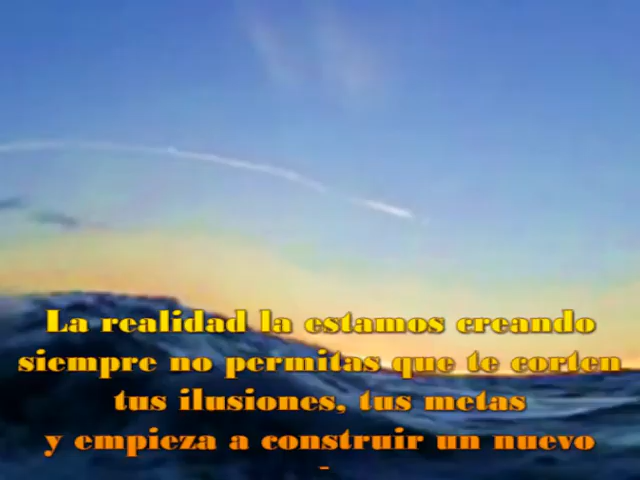 La realidad la estamos creando
siempre no permitas que te corten
tus ilusiones, tus metas
y empieza a construir un nuevo